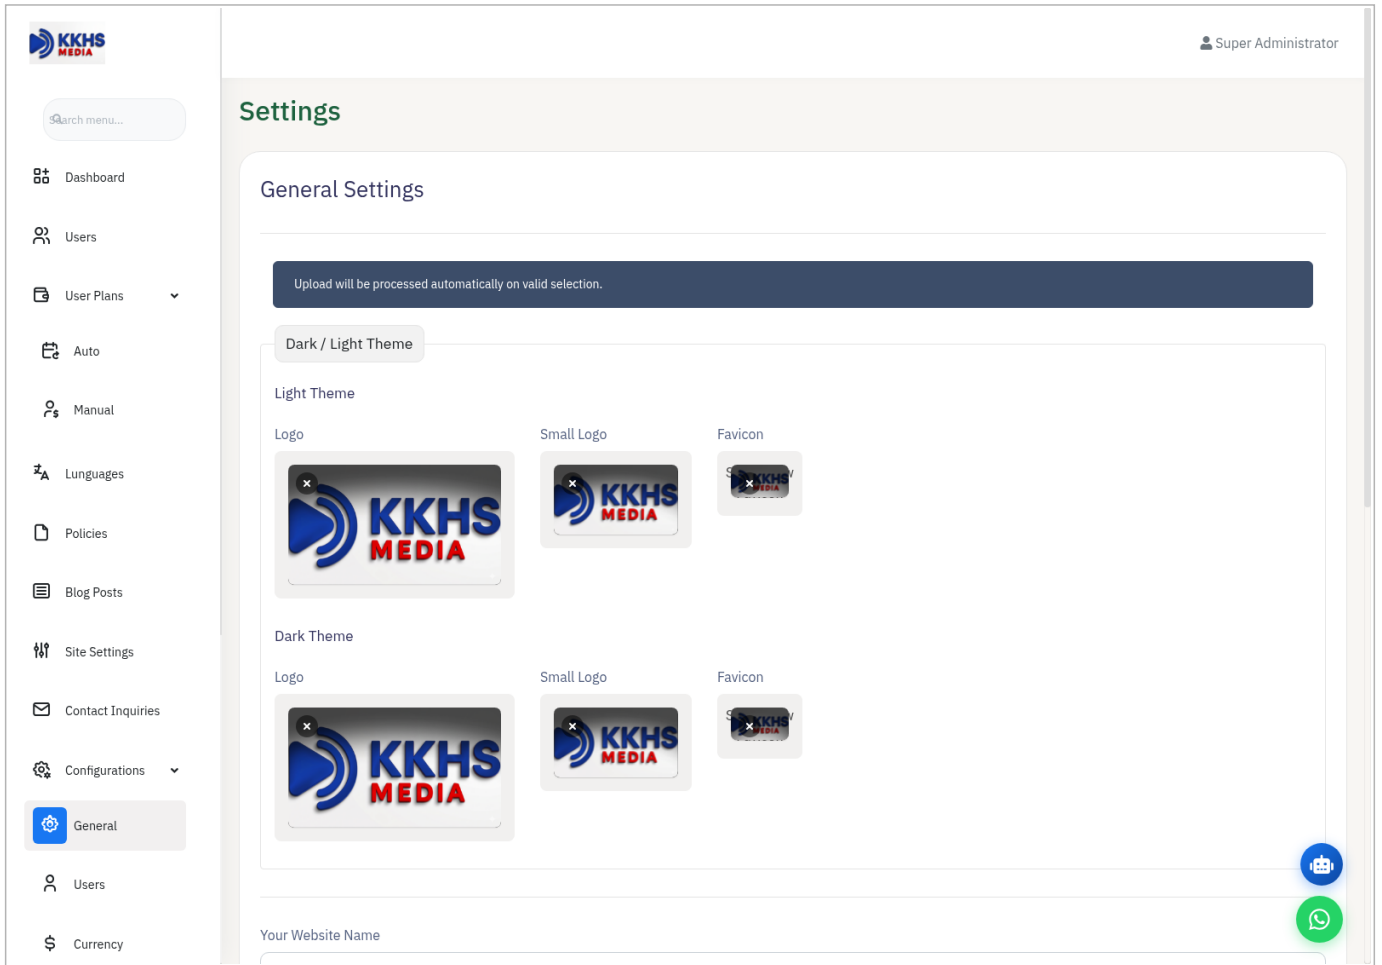 KKHS
MEDIA
Super Administrator
Search menu...
Dashboard
Users
User Plans
Auto
Manual
Lunguages
Policies
Blog Posts
Site Settings
Contact Inquiries
Configurations
General
Users
Currency
Settings
General Settings
Upload will be processed automatically on valid selection.
Dark / Light Theme
Light Theme
Logo
Small Logo
Favicon
KKHS
MEDIA
KKHS
MEDIA
KKHS
Dark Theme
Logo
Small Logo
Favicon
KKHS
MEDIA
KKHS
MEDIA
KKHS
Your Website Name